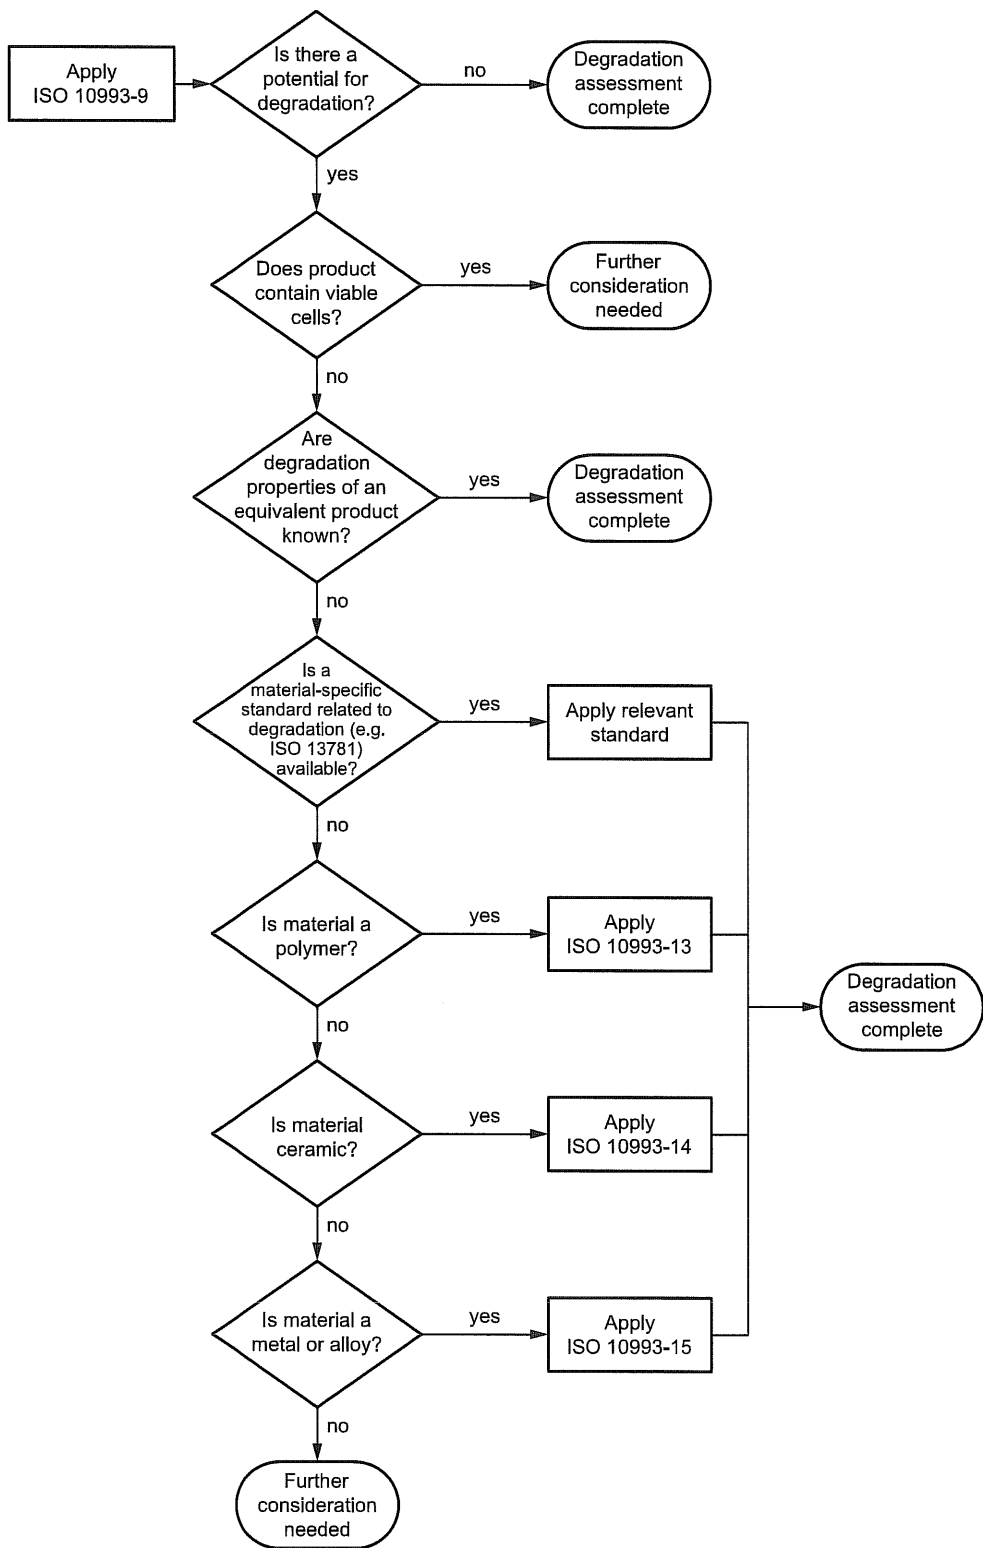 Apply
ISO 10993-9
Is there a
potential for
degradation?
no
Degradation
assessment
complete
yes
Does product
contain viable
cells?
yes
Further
consideration
needed
no
Are
degradation
properties of an
equivalent product
known?
yes
Degradation
assessment
complete
no
Is a
material-specific
standard related to
degradation (e.g.
ISO 13781)
available?
yes
Apply relevant
standard
no
Is material a
polymer?
yes
Apply
ISO 10993-13
Degradation
assessment
complete
no
Is material
ceramic?
yes
Apply
ISO 10993-14
no
Is material a
metal or alloy?
yes
Apply
ISO 10993-15
no
Further
consideration
needed